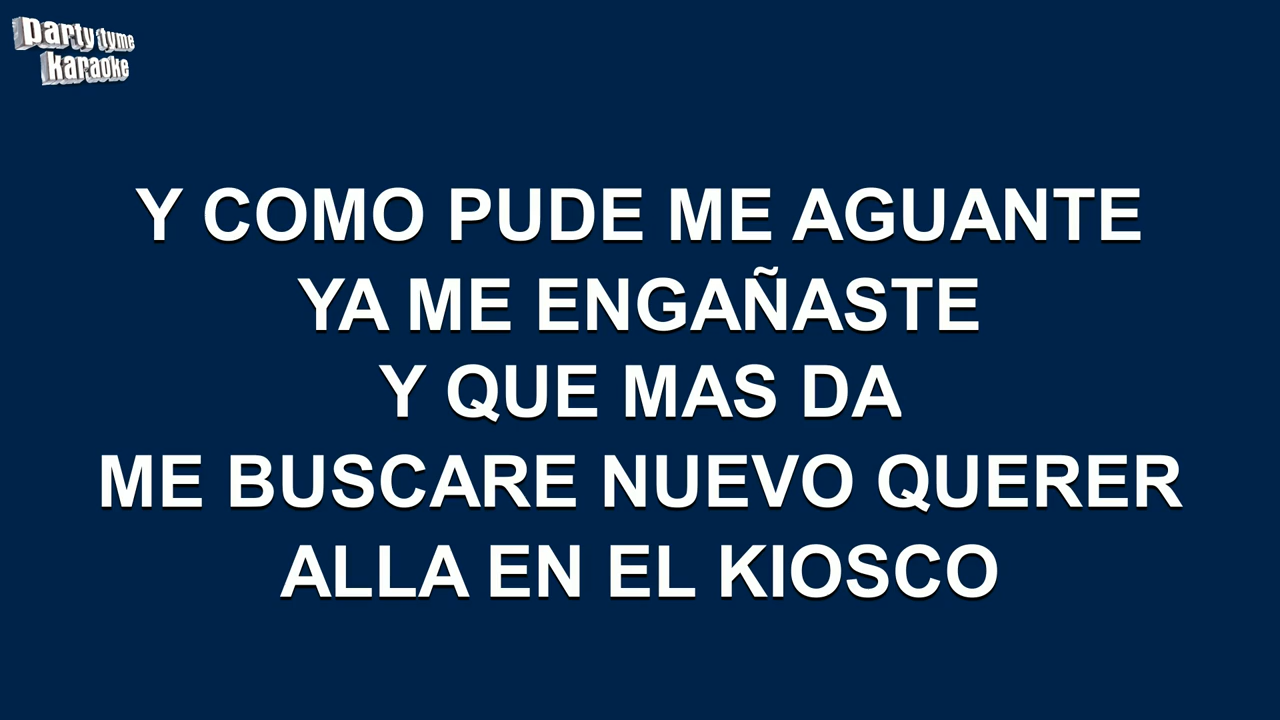 party tyme
karaoke
Y COMO PUDE ME AGUANTE
YA ME ENGAÑASTE
Y QUE MAS DA
ME BUSCARE NUEVO QUERER
ALLA EN EL KIOSCO